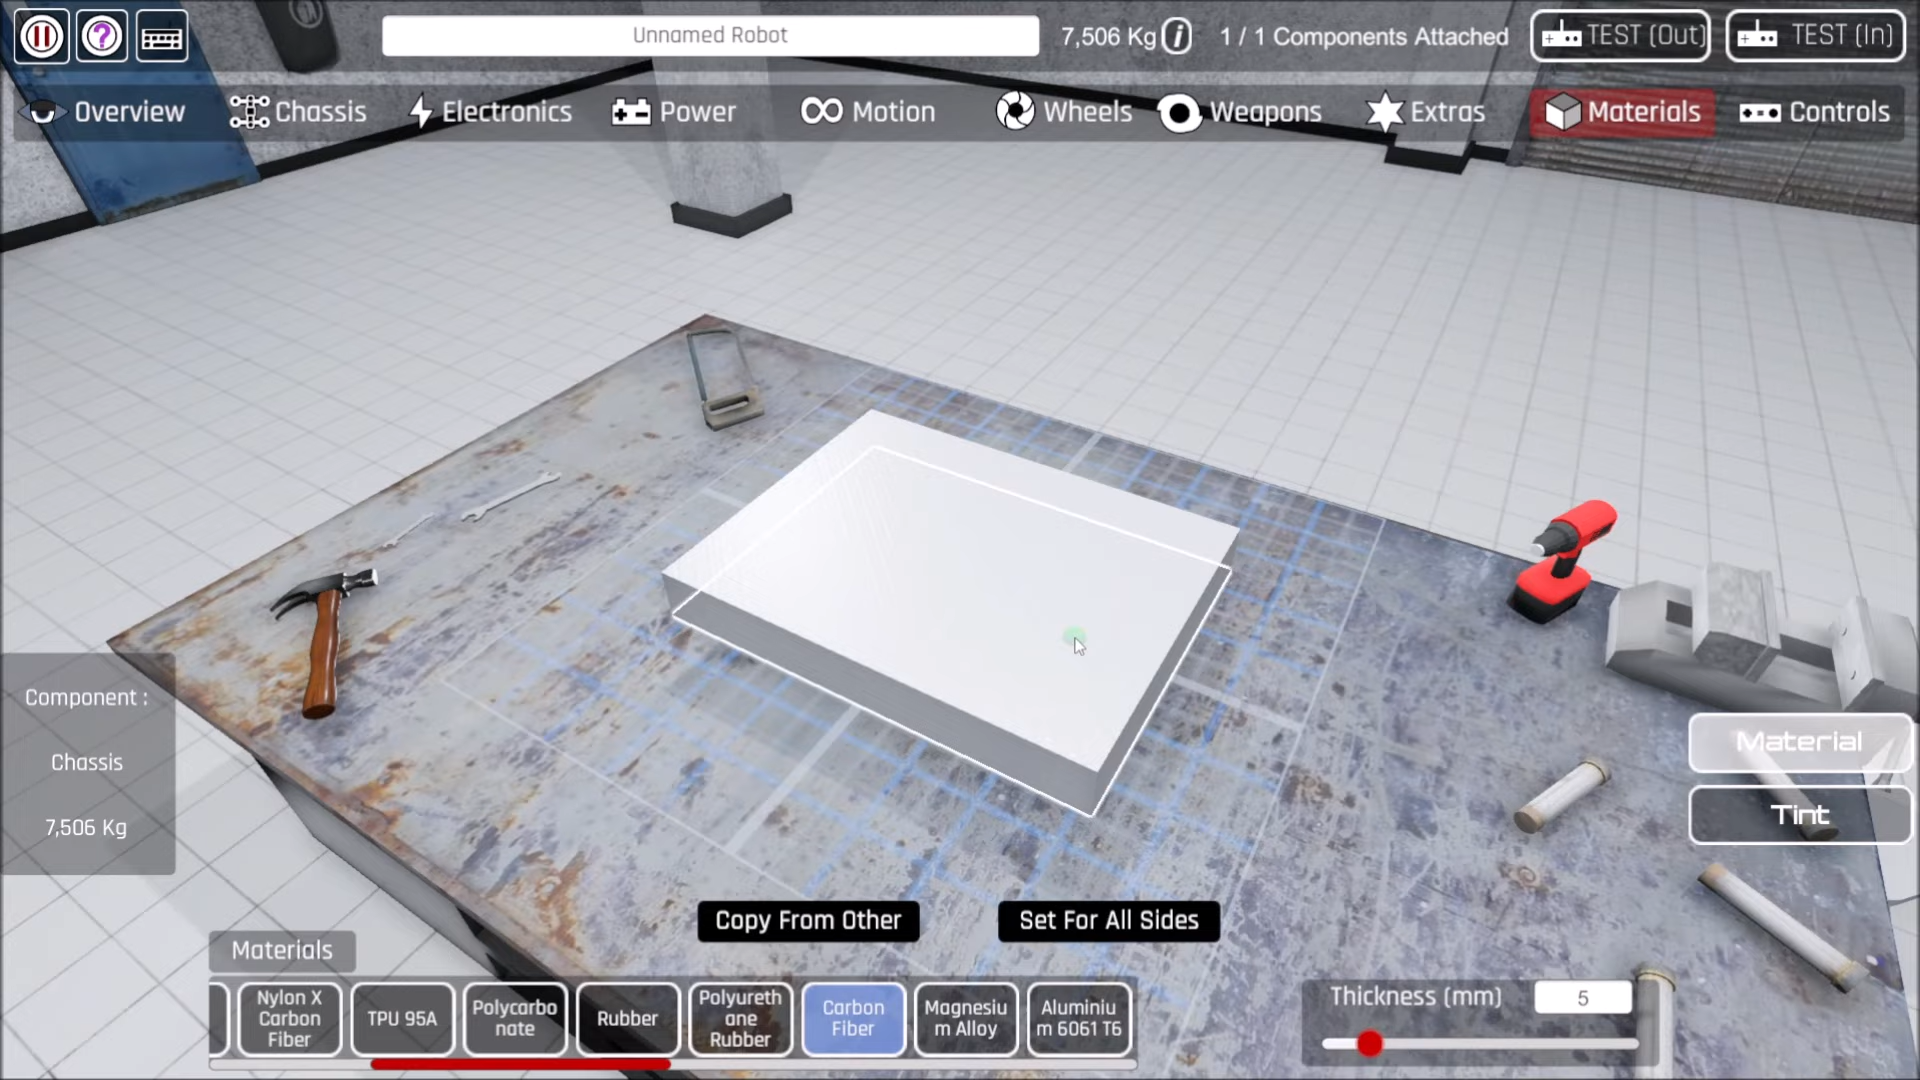 Unnamed Robot
7,506 Kg
1 / 1 Components Attached
TEST (Out)
TEST (In)
Overview
Chassis
Electronics
Power
Motion
Wheels
Weapons
Extras
Materials
Controls
Component :
Chassis
7,506 Kg
Material
Tint
Copy From Other
Set For All Sides
Materials
Nylon X
Carbon
Fiber
TPU 95A
Polycarbo
nate
Rubber
Polyureth
ane
Rubber
Carbon
Fiber
Magnesiu
m Alloy
Aluminiu
m 6061 T6
Thickness (mm)
5